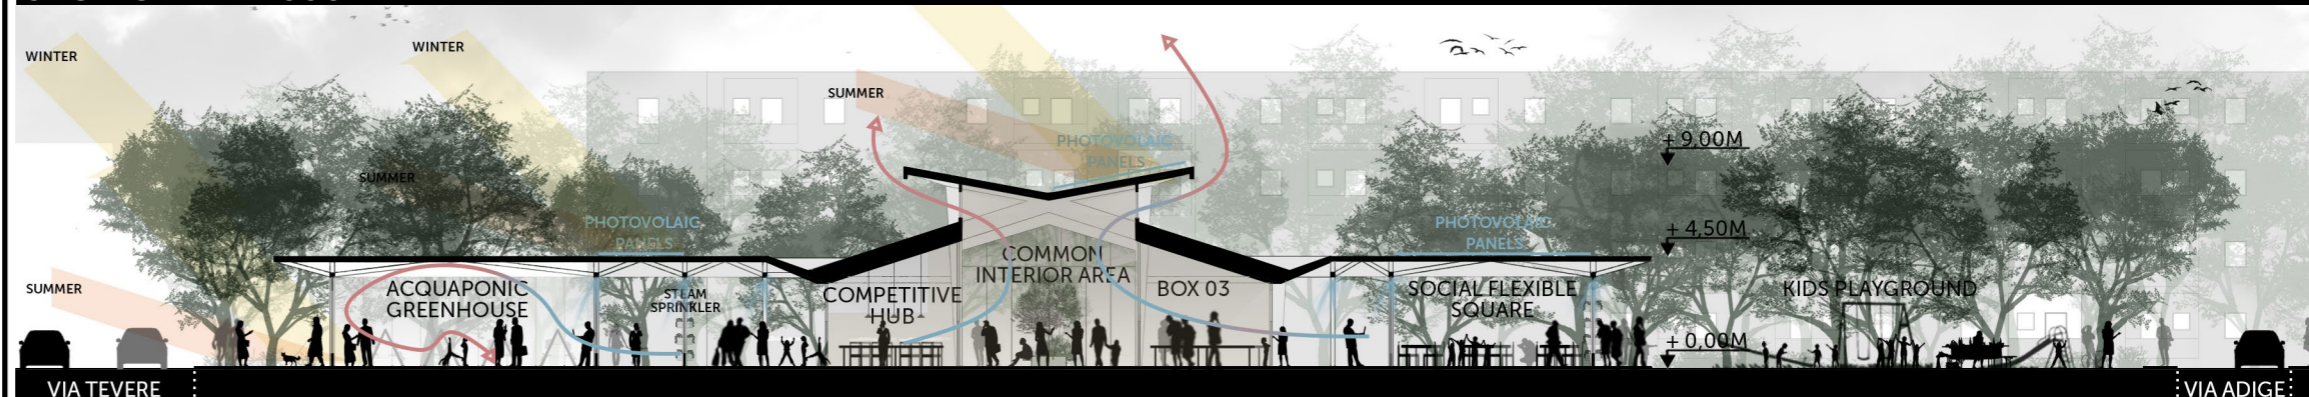 WINTER
WINTER
SUMMER
PHOTOVOLAIC
PANELS
+ 9,00M
SUMMER
PHOTOVOLAIC
PANELS
PHOTOVOLAIC
PANELS
+ 4,50M
SUMMER
ACQUAPONIC
GREENHOUSE
STEAM
SPRINKLER
COMPETITIVE
HUB
COMMON
INTERIOR AREA
BOX 03
SOCIAL FLEXIBLE
SQUARE
KIDS PLAYGROUND
+ 0,00M
VIA TEVERE
VIA ADIGE